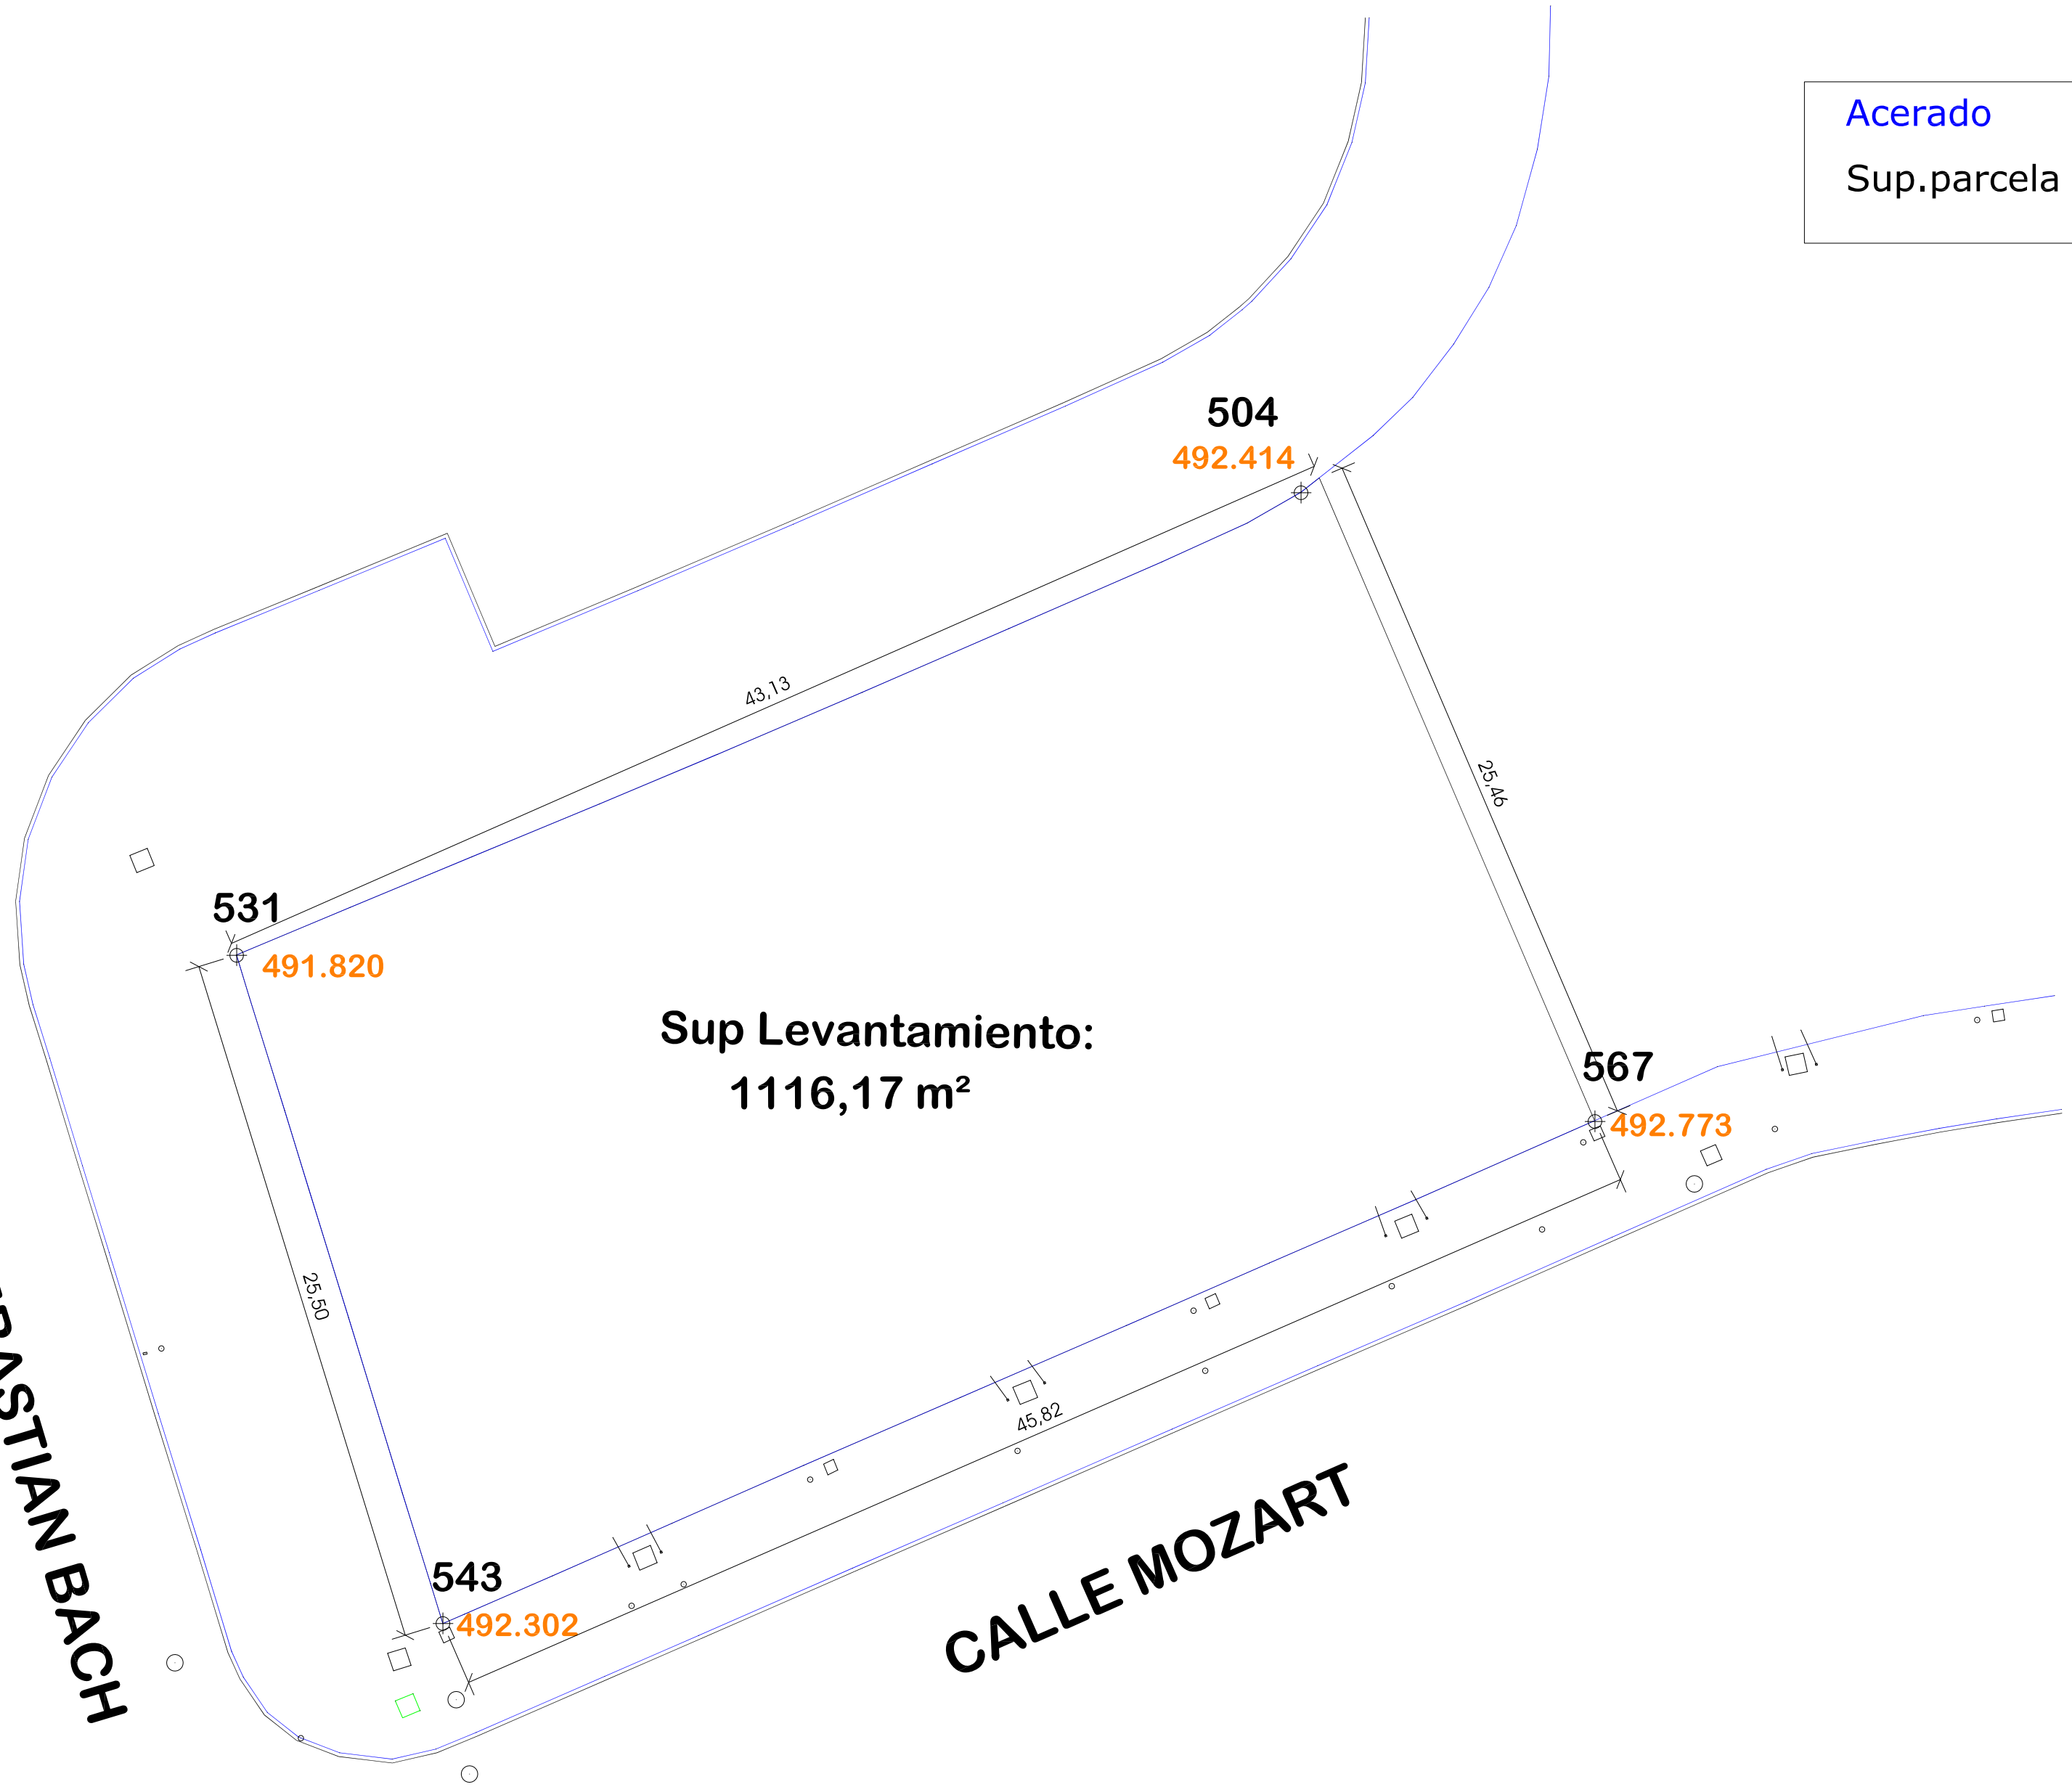 Acerado
Sup.parcela
504
492.414
43,13
25,46
531
491.820
Sup Levantamiento:
1116,17 m²
567
492.773
25,50
45,82
543
492.302
CALLE MOZART
BACH